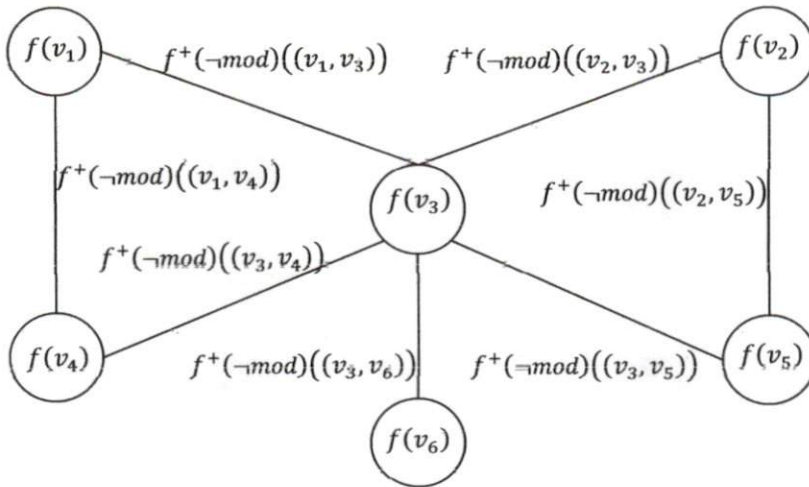 f(v₁)
f(v₂)
f⁺(¬mod)((v₁, v₃))
f⁺(¬mod)((v₂, v₃))
f⁺(¬mod)((v₁, v₄))
f(v₃)
f⁺(¬mod)((v₂, v₅))
f⁺(¬mod)((v₃, v₄))
f(v₄)
f⁺(¬mod)((v₃, v₆))
f⁺(¬mod)((v₃, v₅))
f(v₅)
f(v₆)